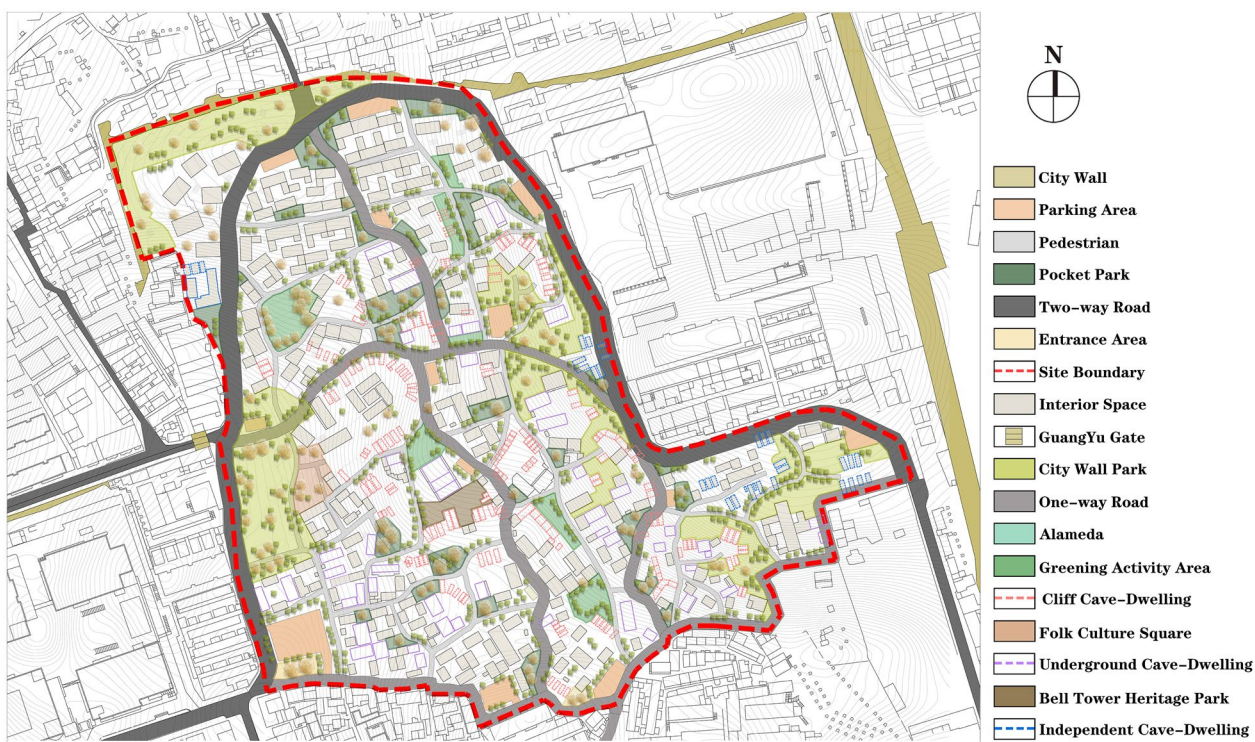 N
City Wall
Parking Area
Pedestrian
Pocket Park
Two-way Road
Entrance Area
Site Boundary
Interior Space
GuangYu Gate
City Wall Park
One-way Road
Alameda
Greening Activity Area
Cliff Cave-Dwelling
Folk Culture Square
Underground Cave-Dwelling
Bell Tower Heritage Park
Independent Cave-Dwelling